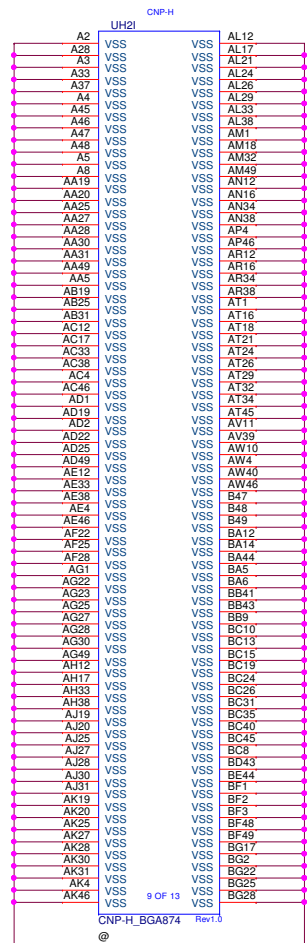 CNP-H
UH2I
A2 VSS VSS AL12
A28 VSS VSS AL17
A3 VSS VSS AL21
A33 VSS VSS AL24
A37 VSS VSS AL26
A4 VSS VSS AL29
A45 VSS VSS AL33
A46 VSS VSS AL38
A47 VSS VSS AM1
A48 VSS VSS AM18
A5 VSS VSS AM32
A8 VSS VSS AM49
AA19 VSS VSS AN12
AA20 VSS VSS AN16
AA25 VSS VSS AN34
AA27 VSS VSS AN38
AA28 VSS VSS AP4
AA30 VSS VSS AP46
AA31 VSS VSS AR12
AA49 VSS VSS AR16
AA5 VSS VSS AR34
AB19 VSS VSS AR38
AB25 VSS VSS AT1
AB31 VSS VSS AT16
AC12 VSS VSS AT18
AC17 VSS VSS AT21
AC33 VSS VSS AT24
AC38 VSS VSS AT26
AC4 VSS VSS AT29
AC46 VSS VSS AT32
AD1 VSS VSS AT34
AD19 VSS VSS AT45
AD2 VSS VSS AV11
AD22 VSS VSS AV39
AD25 VSS VSS AW10
AD49 VSS VSS AW4
AE12 VSS VSS AW40
AE33 VSS VSS AW46
AE38 VSS VSS B47
AE4 VSS VSS B48
AE46 VSS VSS B49
AF22 VSS VSS BA12
AF25 VSS VSS BA14
AF28 VSS VSS BA44
AG1 VSS VSS BA5
AG22 VSS VSS BA6
AG23 VSS VSS BB41
AG25 VSS VSS BB43
AG27 VSS VSS BB9
AG28 VSS VSS BC10
AG30 VSS VSS BC13
AG49 VSS VSS BC15
AH12 VSS VSS BC19
AH17 VSS VSS BC24
AH33 VSS VSS BC26
AH38 VSS VSS BC31
AJ19 VSS VSS BC35
AJ20 VSS VSS BC40
AJ25 VSS VSS BC45
AJ27 VSS VSS BC8
AJ28 VSS VSS BD43
AJ30 VSS VSS BE44
AJ31 VSS VSS BF1
AK19 VSS VSS BF2
AK20 VSS VSS BF3
AK25 VSS VSS BF48
AK27 VSS VSS BF49
AK28 VSS VSS BG17
AK30 VSS VSS BG2
AK31 VSS VSS BG22
AK4 VSS VSS BG25
AK46 VSS VSS BG28
9 OF 13
CNP-H_BGA874 Rev1.0
@